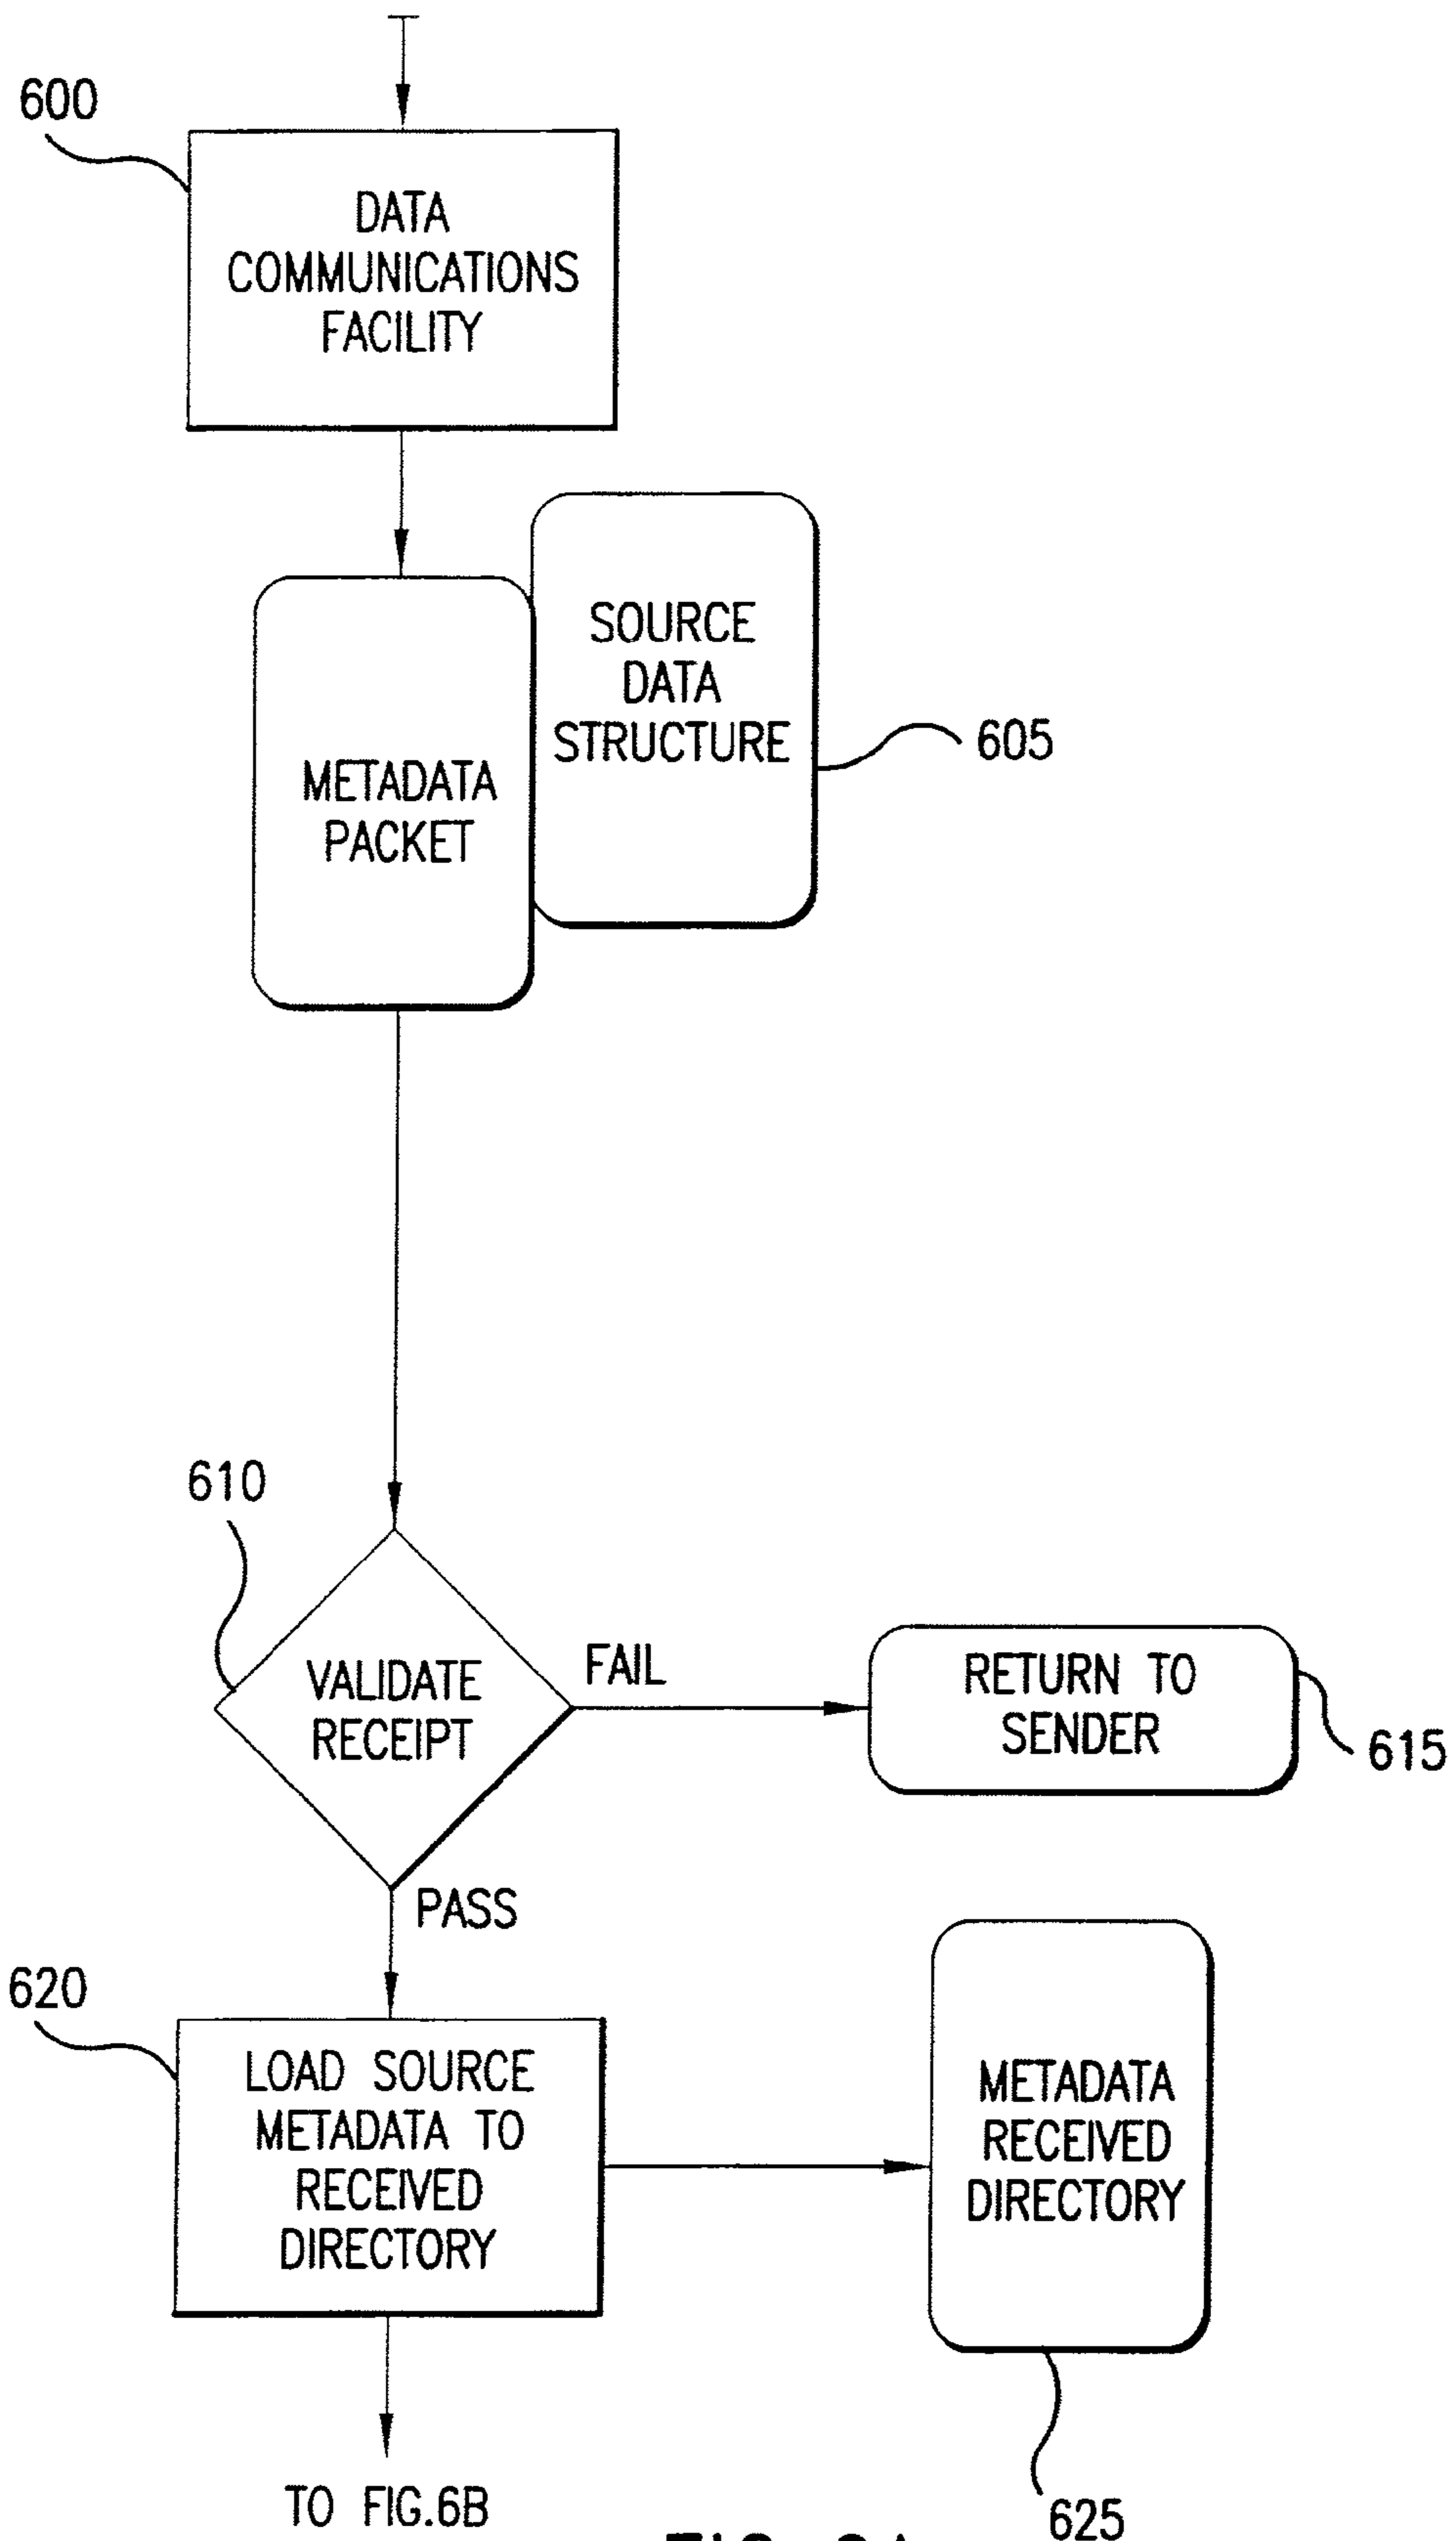 600
DATA
COMMUNICATIONS
FACILITY
SOURCE
DATA
STRUCTURE
605
METADATA
PACKET
610
VALIDATE
RECEIPT
FAIL
RETURN TO
SENDER
615
PASS
620
LOAD SOURCE
METADATA TO
RECEIVED
DIRECTORY
METADATA
RECEIVED
DIRECTORY
625
TO FIG.6B